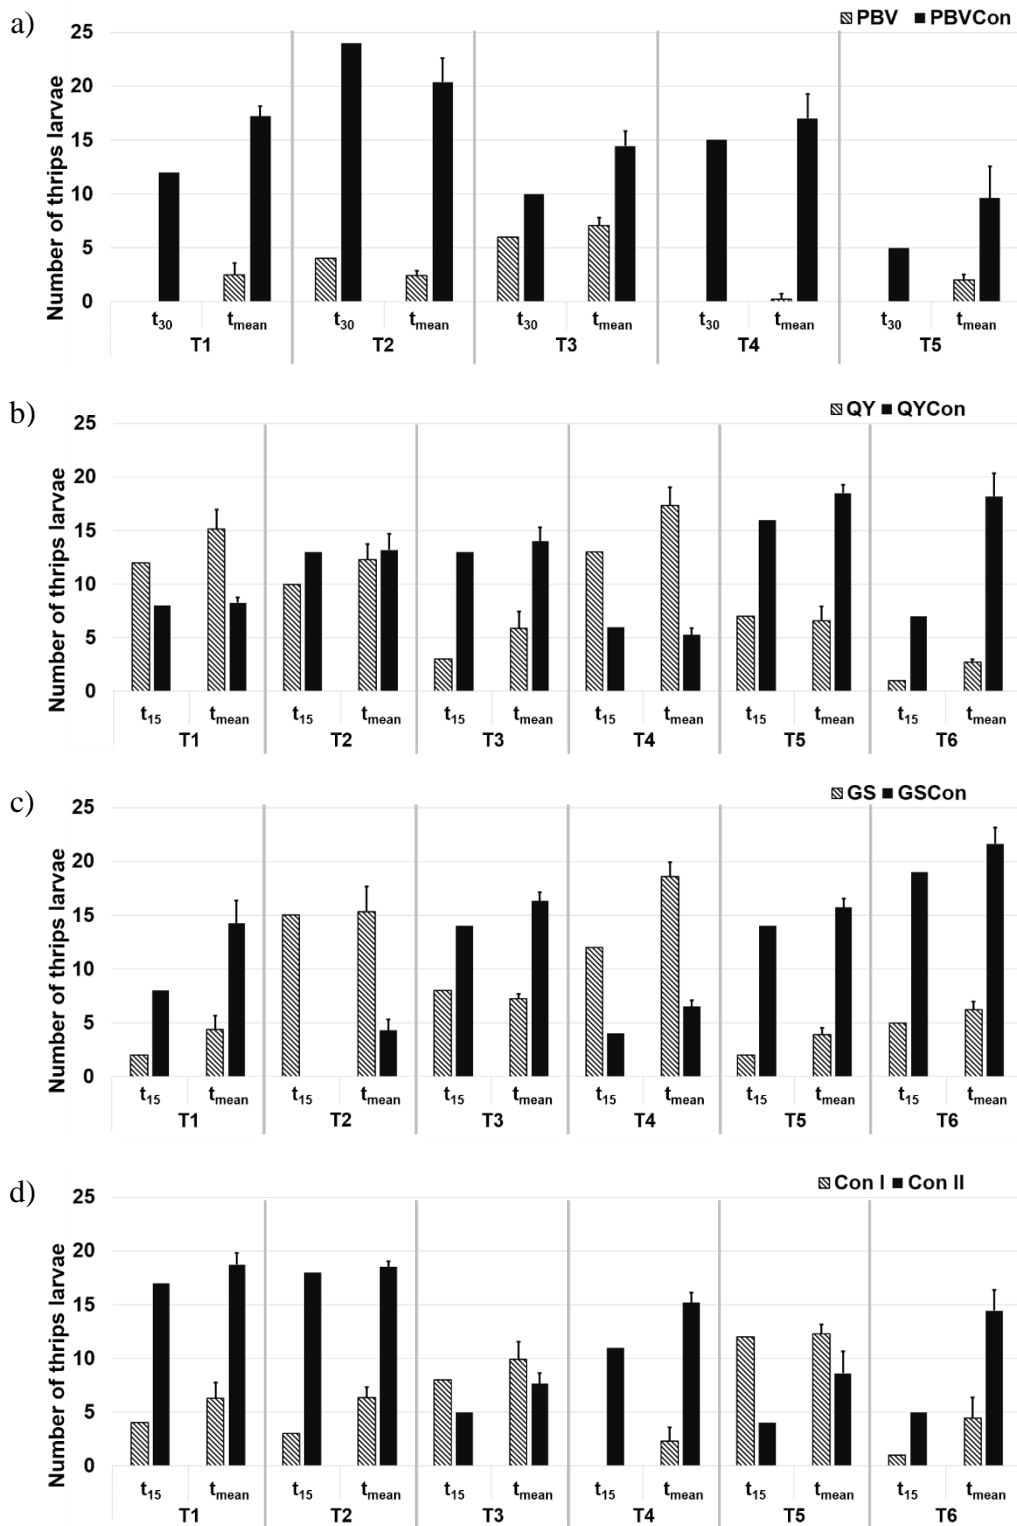 a)
PBV PBVCon
Number of thrips larvae
25
20
15
10
5
0
t30 tmean t30 tmean t30 tmean t30 tmean t30 tmean
T1 T2 T3 T4 T5
b)
QY QYCon
Number of thrips larvae
25
20
15
10
5
0
t15 tmean t15 tmean t15 tmean t15 tmean t15 tmean t15 tmean
T1 T2 T3 T4 T5 T6
c)
GS GSCon
Number of thrips larvae
25
20
15
10
5
0
t15 tmean t15 tmean t15 tmean t15 tmean t15 tmean t15 tmean
T1 T2 T3 T4 T5 T6
d)
Con I Con II
Number of thrips larvae
25
20
15
10
5
0
t15 tmean t15 tmean t15 tmean t15 tmean t15 tmean t15 tmean
T1 T2 T3 T4 T5 T6